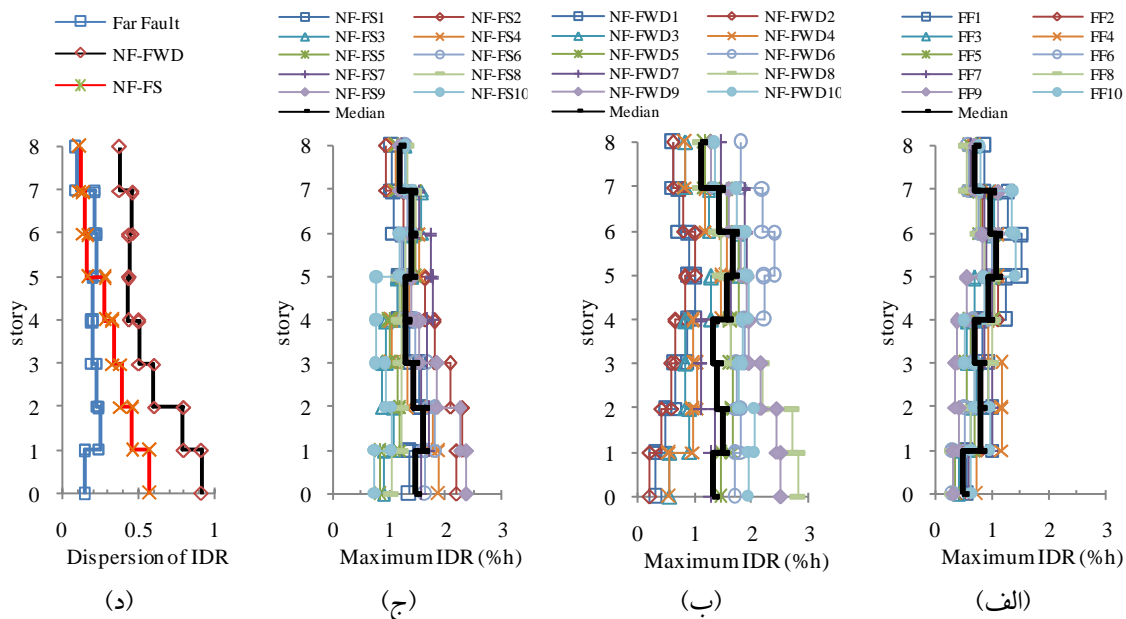 Far Fault
NF-FWD
NF-FS
NF-FS1 NF-FS2
NF-FS3 NF-FS4
NF-FS5 NF-FS6
NF-FS7 NF-FS8
NF-FS9 NF-FS10
Median
NF-FWD1 NF-FWD2
NF-FWD3 NF-FWD4
NF-FWD5 NF-FWD6
NF-FWD7 NF-FWD8
NF-FWD9 NF-FWD10
Median
FF1 FF2
FF3 FF4
FF5 FF6
FF7 FF8
FF9 FF10
Median
8
7
6
5
4
3
2
1
0
story
0 0.5 1
Dispersion of IDR
(د)
8
7
6
5
4
3
2
1
0
story
0 1 2 3
Maximum IDR (%h)
(ج)
8
7
6
5
4
3
2
1
0
story
0 1 2 3
Maximum IDR (%h)
(ب)
8
7
6
5
4
3
2
1
0
story
0 1 2 3
Maximum IDR (%h)
(الف)